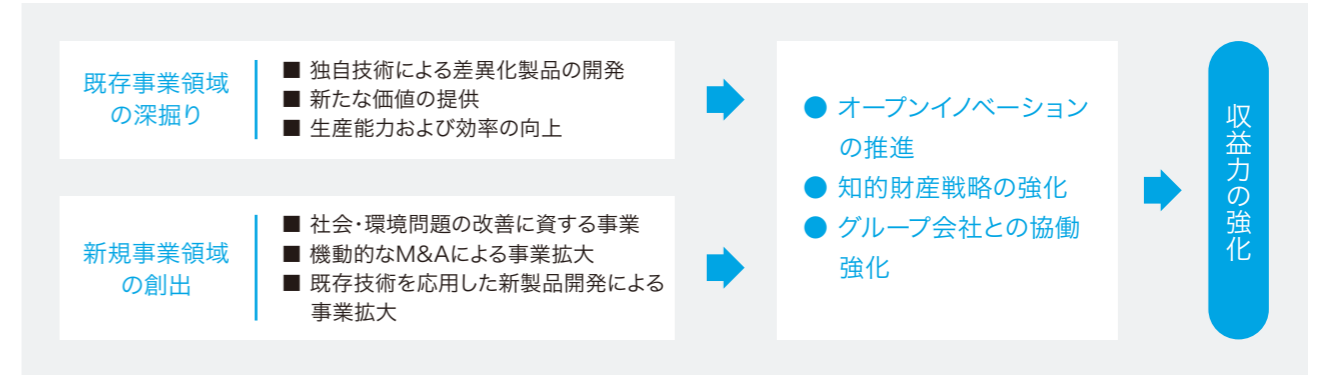 既存事業領域
の深掘り
■ 独自技術による差異化製品の開発
■ 新たな価値の提供
■ 生産能力および効率の向上
新規事業領域
の創出
■ 社会・環境問題の改善に資する事業
■ 機動的なM&Aによる事業拡大
■ 既存技術を応用した新製品開発による
事業拡大
● オープンイノベーション
の推進
● 知的財産戦略の強化
● グループ会社との協働
強化
収益力の強化